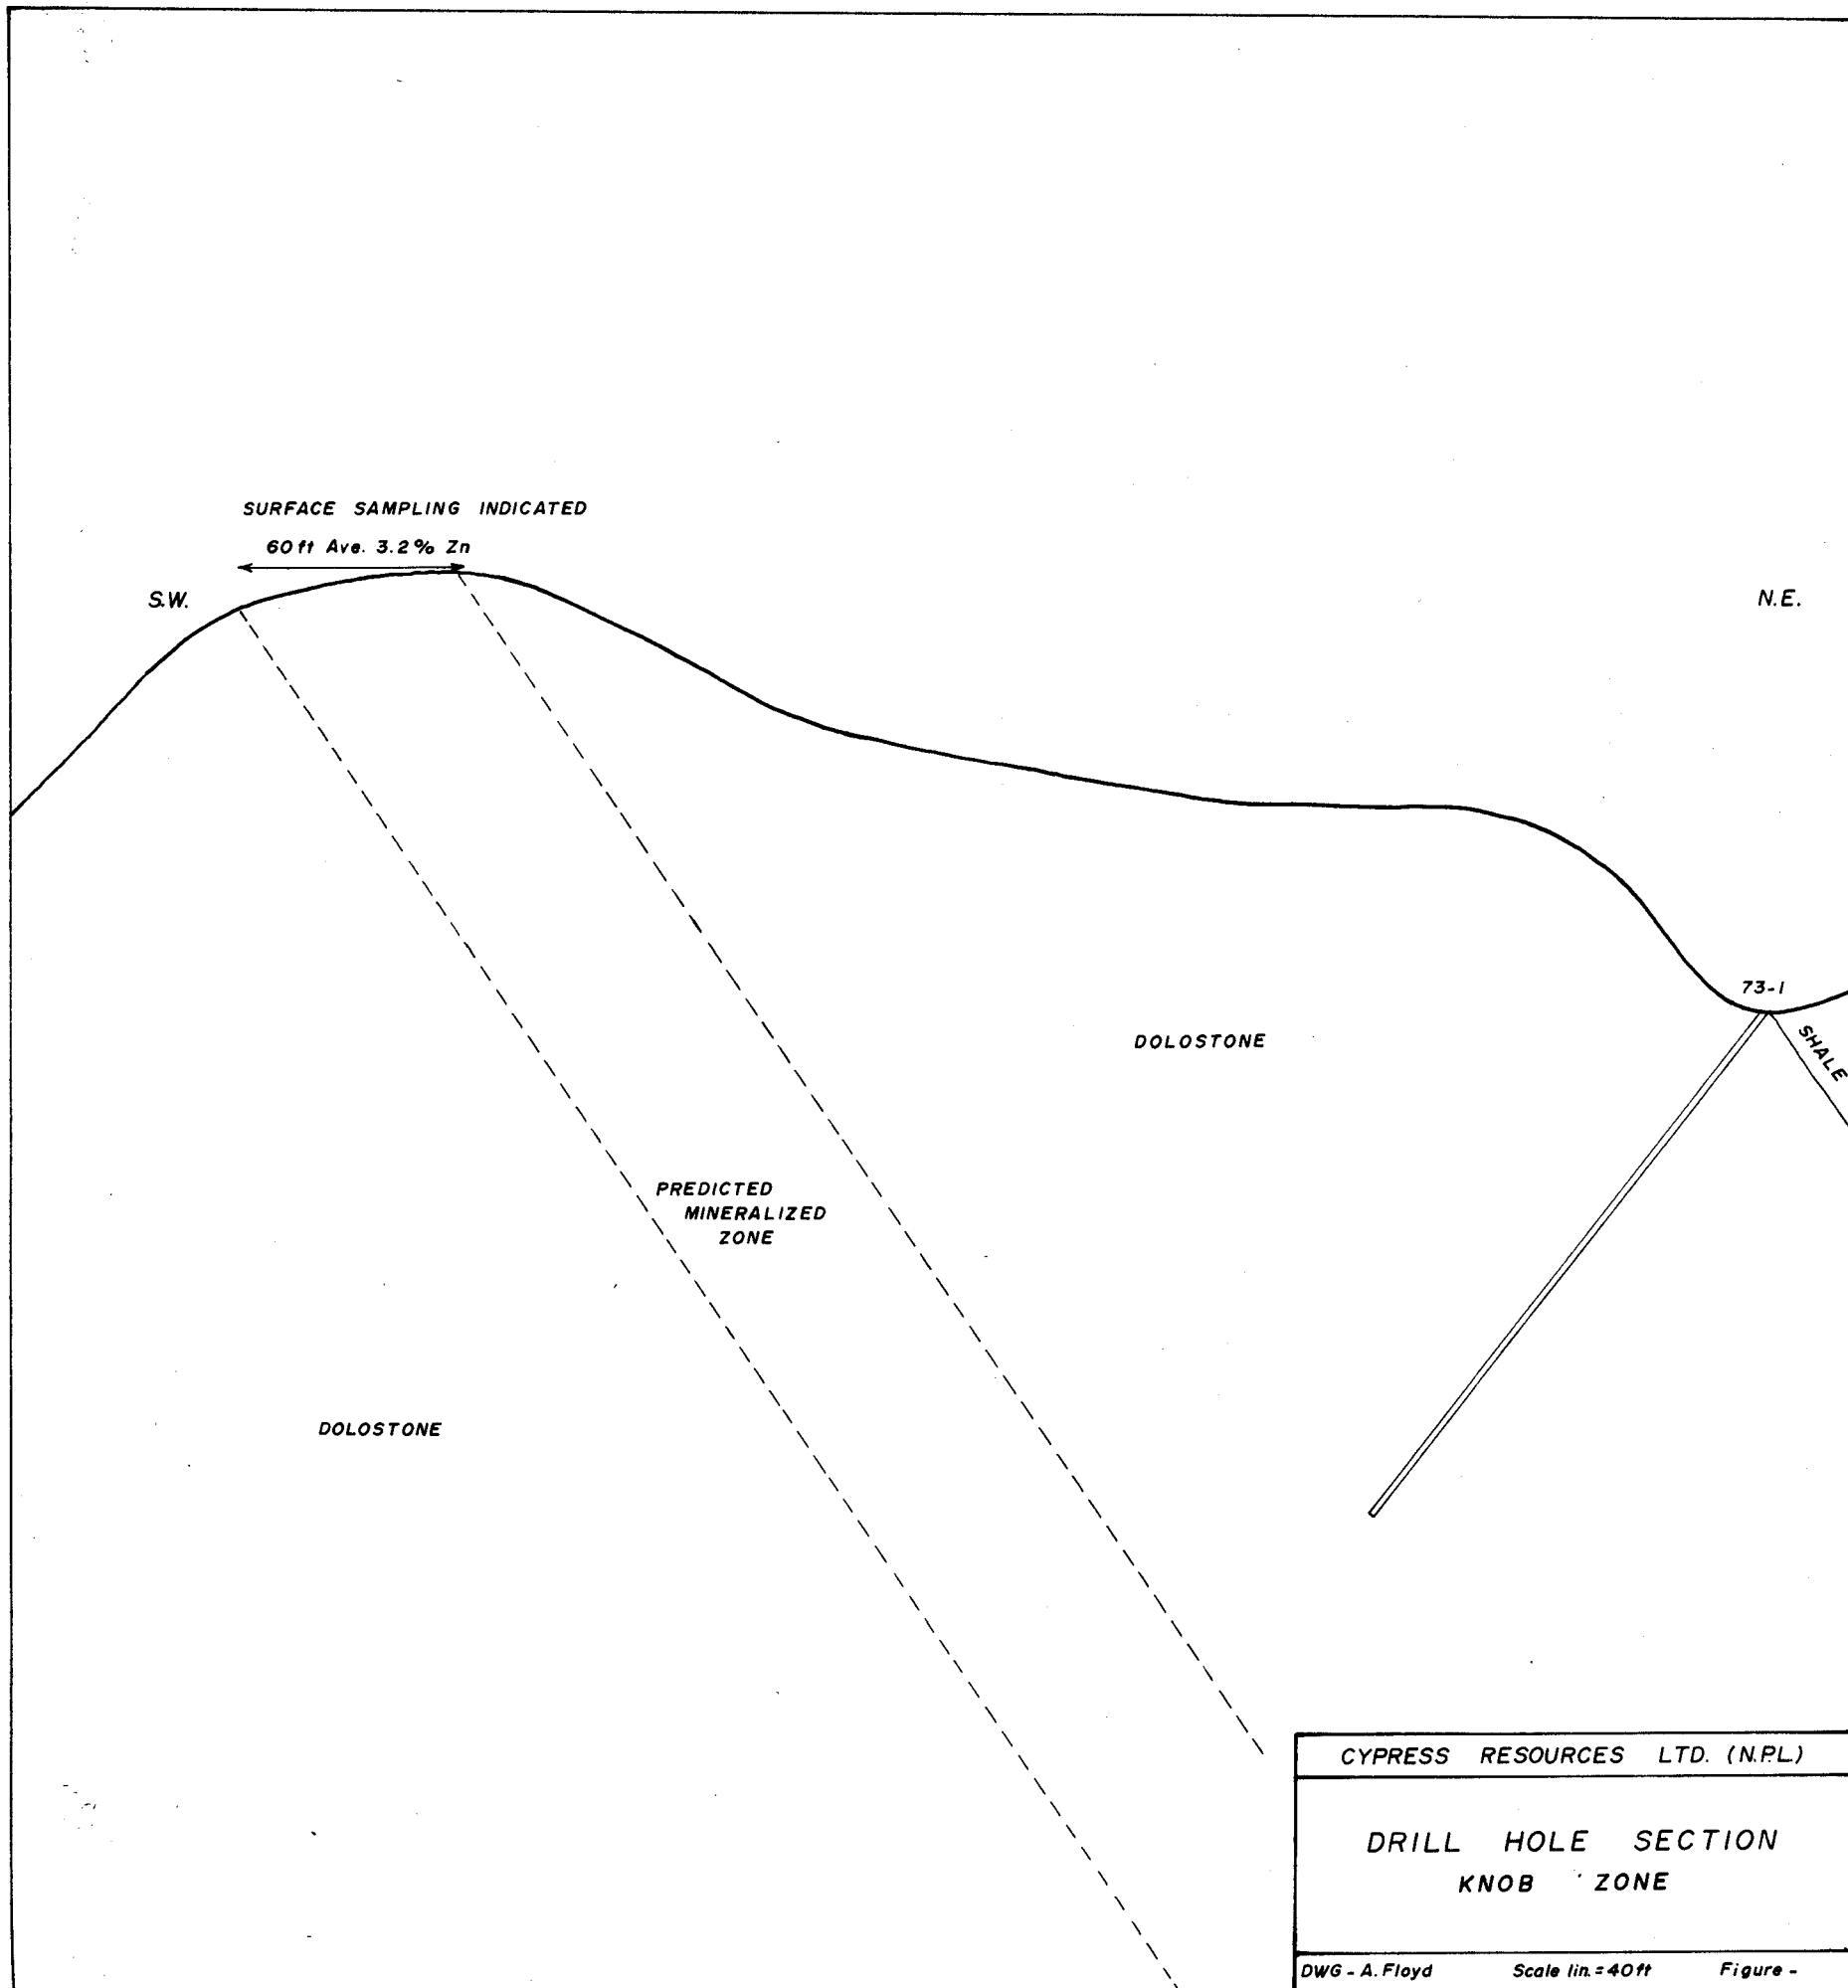 SURFACE SAMPLING INDICATED
60 ft Ave. 3.2% Zn
S.W.
N.E.
73-1
SHALE
DOLOSTONE
PREDICTED
MINERALIZED
ZONE
DOLOSTONE
CYPRESS RESOURCES LTD. (N.P.L.)
DRILL HOLE SECTION
KNOB ZONE
DWG - A. Floyd Scale 1in. = 40 ft Figure -